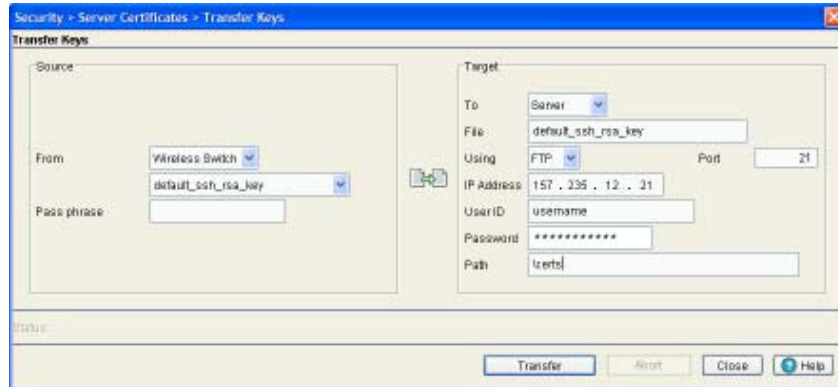 Security > Server Certificates > Transfer Keys
Transfer Keys
Source
From
Wireless Switch
default_ssh_rsa_key
Pass phrase
Target
To
Server
File
default_ssh_rsa_key
Using
FTP
Port
21
IP Address
157 . 235 . 12 . 21
User ID
username
Password
***********
Path
\certs
Status:
Transfer
Abort
Close
Help